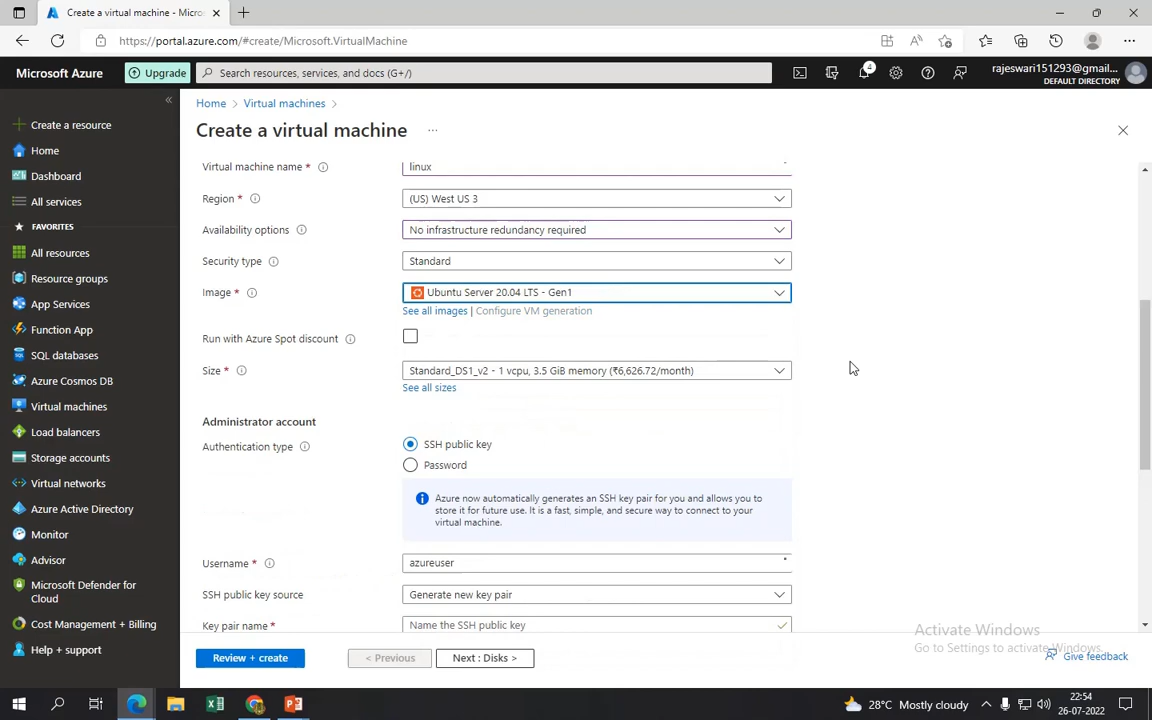 Create a virtual machine - Micros
https://portal.azure.com/#create/Microsoft.VirtualMachine
Microsoft Azure
Upgrade
Search resources, services, and docs (G+/)
4
rajeswari151293@gmail....
DEFAULT DIRECTORY
Home > Virtual machines >
Create a virtual machine ...
Create a resource
Home
Dashboard
All services
FAVORITES
All resources
Resource groups
App Services
Function App
SQL databases
Azure Cosmos DB
Virtual machines
Load balancers
Storage accounts
Virtual networks
Azure Active Directory
Monitor
Advisor
Microsoft Defender for
Cloud
Cost Management + Billing
Help + support
Virtual machine name *
linux
Region *
(US) West US 3
Availability options
No infrastructure redundancy required
Security type
Standard
Image *
Ubuntu Server 20.04 LTS - Gen1
See all images | Configure VM generation
Run with Azure Spot discount
Size *
Standard_DS1_v2 - 1 vcpu, 3.5 GiB memory (₹6,626.72/month)
See all sizes
Administrator account
Authentication type
SSH public key
Password
Azure now automatically generates an SSH key pair for you and allows you to
store it for future use. It is a fast, simple, and secure way to connect to your
virtual machine.
Username *
azureuser
SSH public key source
Generate new key pair
Key pair name *
Name the SSH public key
Review + create
< Previous
Next : Disks >
Activate Windows
Go to Settings to activate Windows.
Give feedback
28°C Mostly cloudy
22:54
26-07-2022